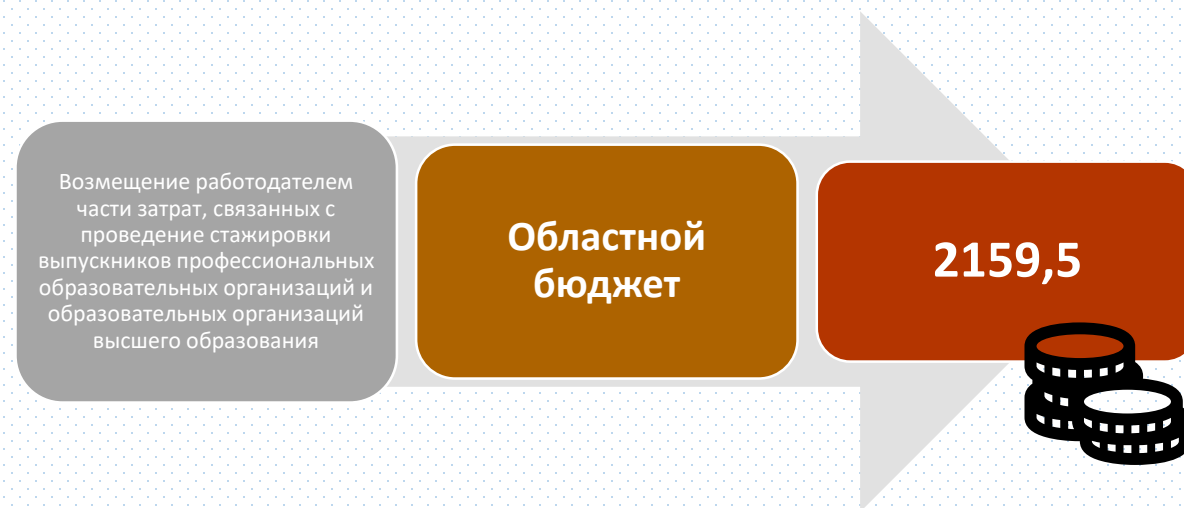 Возмещение работодателем
части затрат, связанных с
проведение стажировки
выпускников профессиональных
образовательных организаций и
образовательных организаций
высшего образования
Областной
бюджет
2159,5